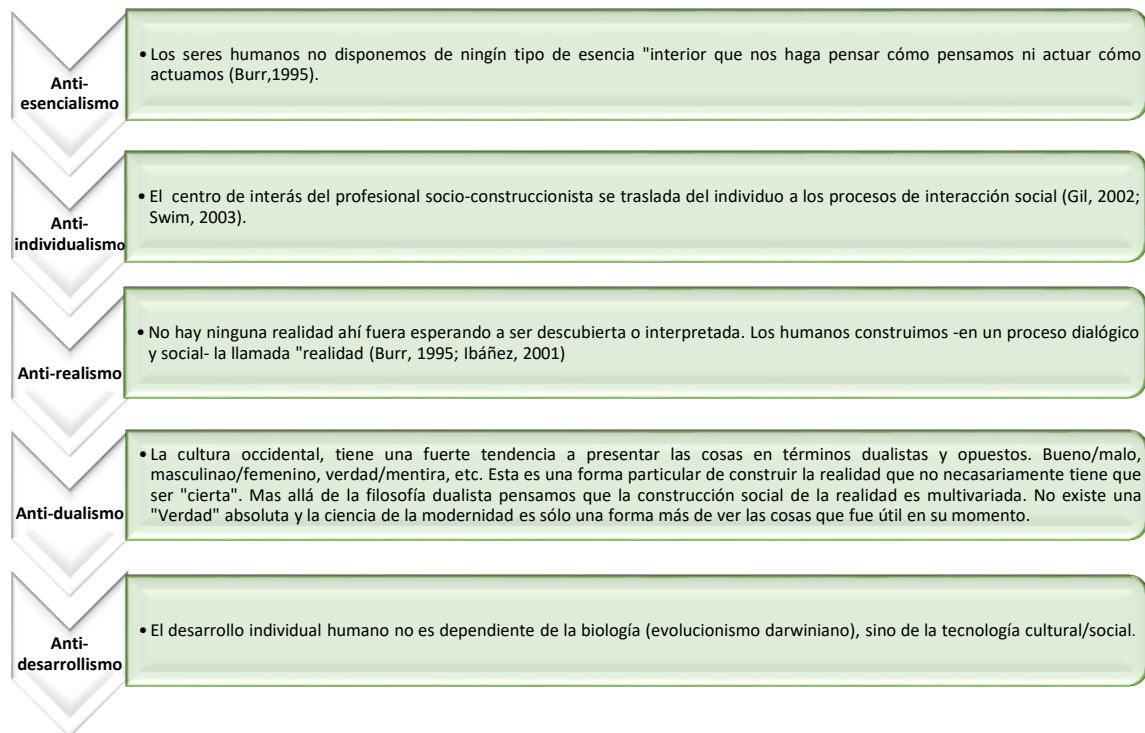 Anti-
esencialismo
• Los seres humanos no disponemos de ningín tipo de esencia "interior que nos haga pensar cómo pensamos ni actuar cómo
actuamos (Burr,1995).
Anti-
individualismo
• El centro de interás del profesional socio-construccionista se traslada del individuo a los procesos de interacción social (Gil, 2002;
Swim, 2003).
Anti-realismo
• No hay ninguna realidad ahí fuera esperando a ser descubierta o interpretada. Los humanos construimos -en un proceso dialógico
y social- la llamada "realidad (Burr, 1995; Ibáñez, 2001)
Anti-dualismo
• La cultura occidental, tiene una fuerte tendencia a presentar las cosas en términos dualistas y opuestos. Bueno/malo,
masculinao/femenino, verdad/mentira, etc. Esta es una forma particular de construir la realidad que no necasariamente tiene que
ser "cierta". Mas allá de la filosofía dualista pensamos que la construcción social de la realidad es multivariada. No existe una
"Verdad" absoluta y la ciencia de la modernidad es sólo una forma más de ver las cosas que fue útil en su momento.
Anti-
desarrollismo
• El desarrollo individual humano no es dependiente de la biología (evolucionismo darwiniano), sino de la tecnología cultural/social.